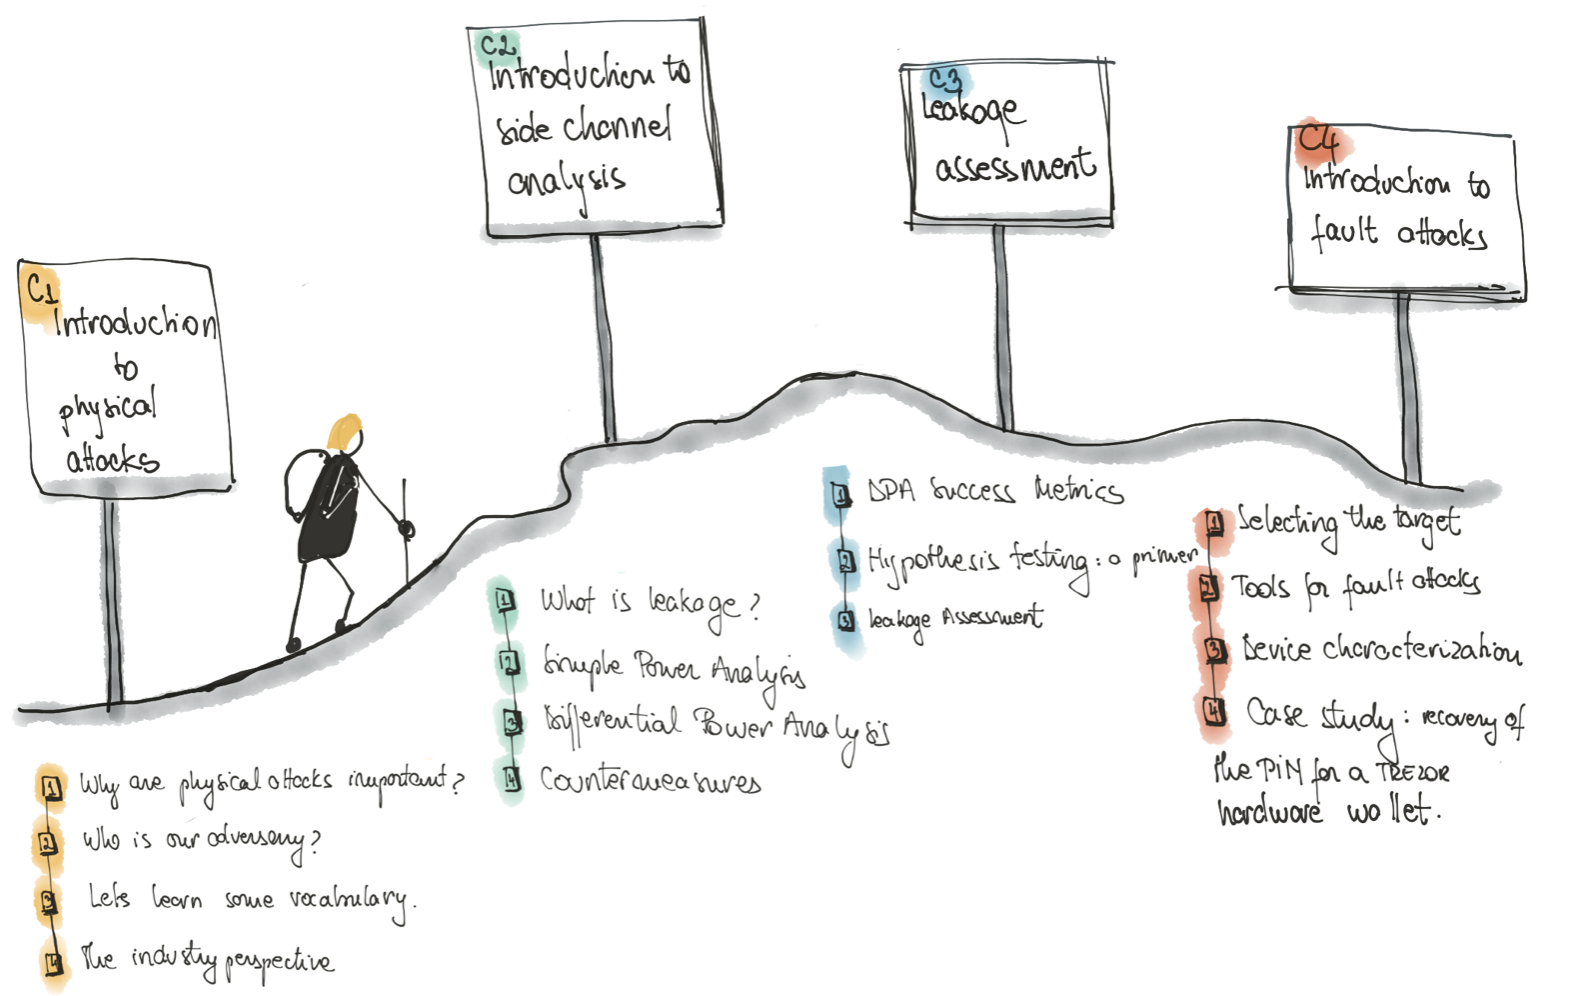 C1
Introduction
to
physical
attacks
C2
Introduction to
side channel
analysis
C3
Leakage
assessment
C4
Introduction to
fault attacks
1 Why are physical attacks important?
2 Who is our adversery?
3 Lets learn some vocabulary.
4 The industry perspective
1 What is leakage?
2 Simple Power Analysis
3 Differential Power Analysis
4 Countermeasures
1 DPA Success Metrics
2 Hypothesis testing: a primer
3 Leakage Assessment
1 Selecting the target
2 Tools for fault attacks
3 Device characterization
4 Case study: recovery of
the PIN for a TREZOR
hardware wallet.